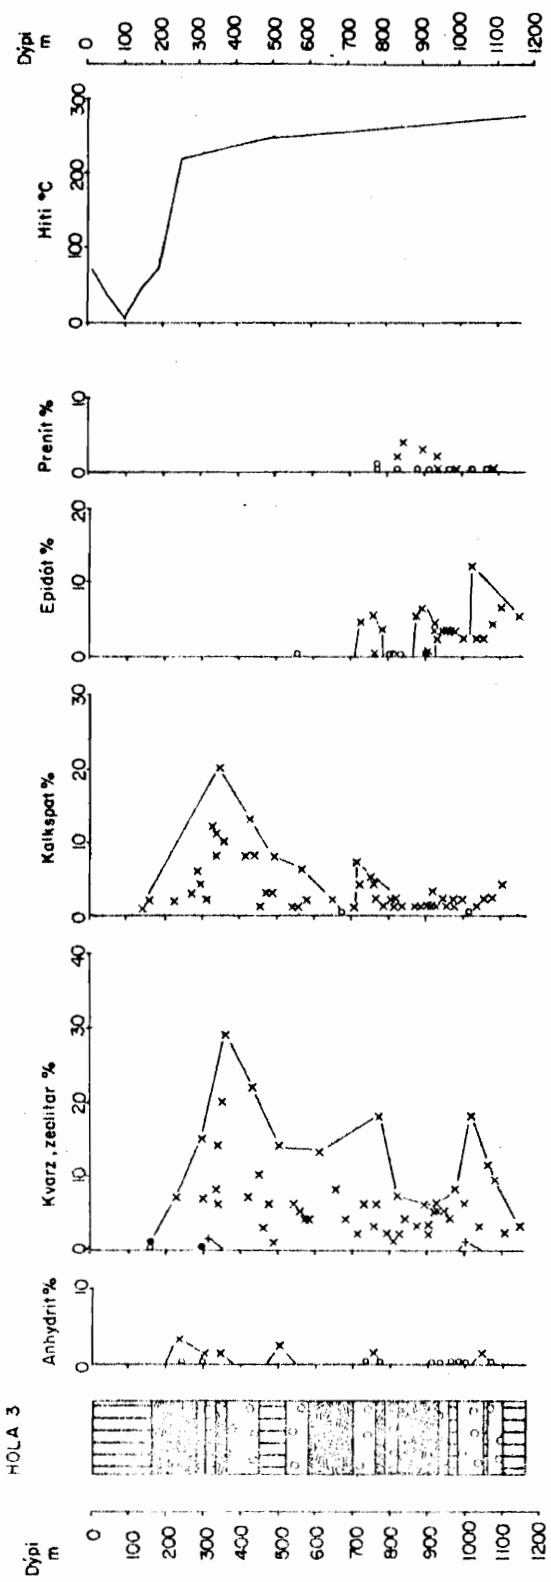 Dýpi
m
0 100 200 300 400 500 600 700 800 900 1000 1100 1200
Hiti °C
0 100 200 300
Prenit %
0 10
Epidót %
0 10 20
Kalkspat %
0 10 20 30
Kvarz, zeolitar %
0 10 20 30 40
Anhydrit %
0 10
HOLA 3
Dýpi
m
0 100 200 300 400 500 600 700 800 900 1000 1100 1200